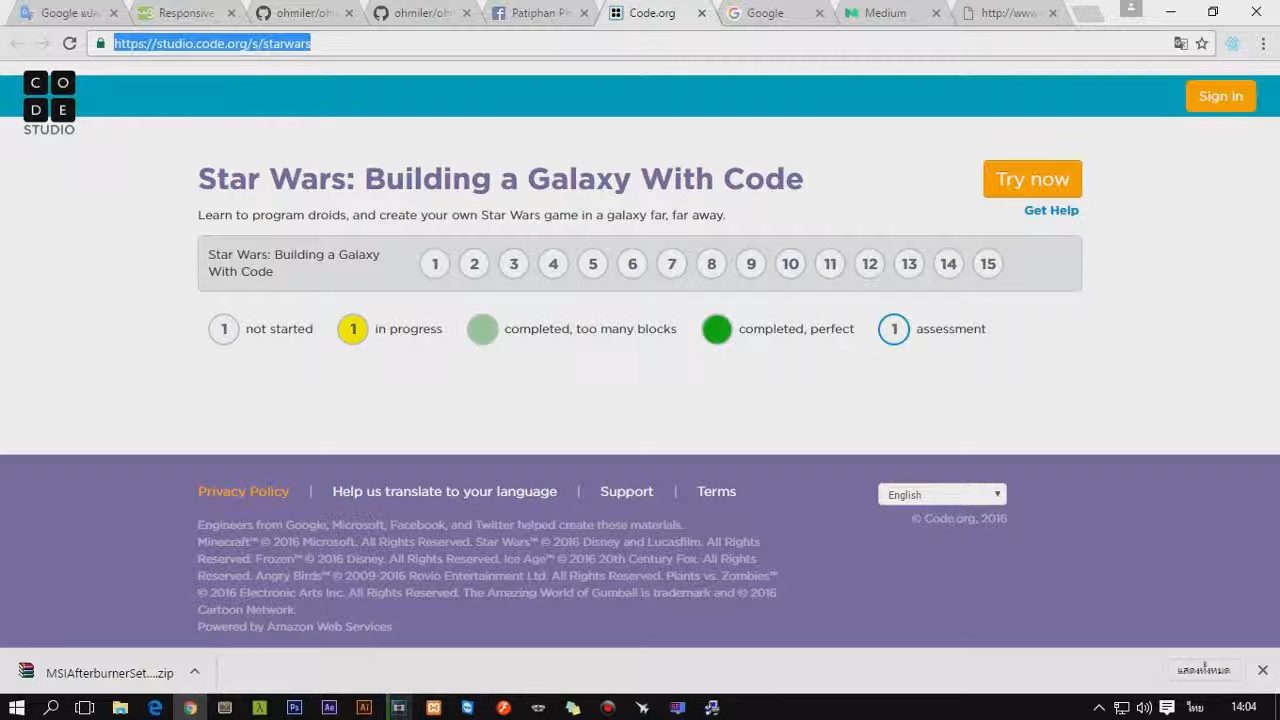 Google แปล
Responsive
ohmiler/oh
ohmiler/oh
Patiphan P
Code.org
Google
Medium
http://www
https://studio.code.org/s/starwars
C O
D E
STUDIO
Sign in
Star Wars: Building a Galaxy With Code
Try now
Learn to program droids, and create your own Star Wars game in a galaxy far, far away.
Get Help
Star Wars: Building a Galaxy
With Code
1 2 3 4 5 6 7 8 9 10 11 12 13 14 15
1 not started 1 in progress completed, too many blocks completed, perfect 1 assessment
Privacy Policy | Help us translate to your language | Support | Terms
English
© Code.org, 2016
Engineers from Google, Microsoft, Facebook, and Twitter helped create these materials.
Minecraft™ © 2016 Microsoft. All Rights Reserved. Star Wars™ © 2016 Disney and Lucasfilm. All
Rights Reserved. Frozen™ © 2016 Disney. All Rights Reserved. Ice Age™ © 2016 20th Century Fox. All Rights
Reserved. Angry Birds™ © 2009-2016 Rovio Entertainment Ltd. All Rights Reserved. Plants vs. Zombies™
© 2016 Electronic Arts Inc. All Rights Reserved. The Amazing World of Gumball is trademark and © 2016
Cartoon Network.
Powered by Amazon Web Services
MSIAfterburnerSet....zip
แสดงทั้งหมด
Ps Ae Ai
ไทย
14:04